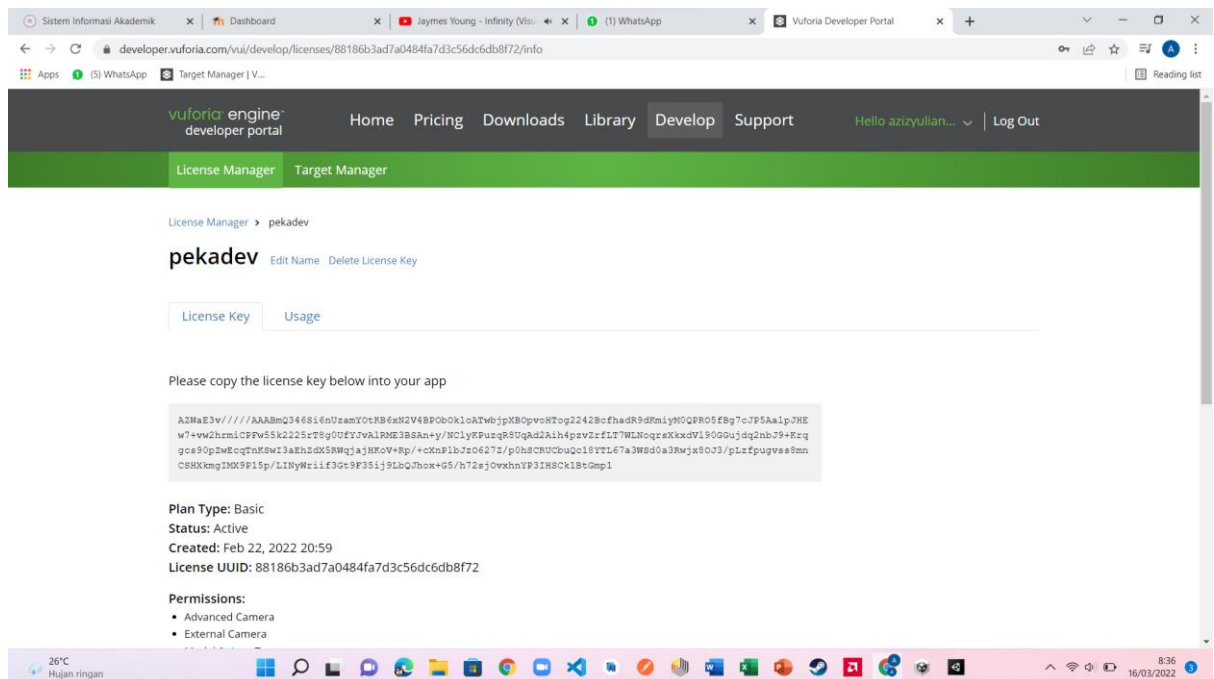 Sistem Informasi Akademik
Dashboard
Jaymes Young - Infinity (Visu
(1) WhatsApp
Vuforia Developer Portal
developer.vuforia.com/vui/develop/licenses/88186b3ad7a0484fa7d3c56dc6db8f72/info
Apps
(5) WhatsApp
Target Manager | V...
Reading list
vuforia engine™
developer portal
Home Pricing Downloads Library Develop Support
Hello azizyulian... | Log Out
License Manager Target Manager
License Manager > pekadev
pekadev Edit Name Delete License Key
License Key Usage
Please copy the license key below into your app
Plan Type: Basic
Status: Active
Created: Feb 22, 2022 20:59
License UUID: 88186b3ad7a0484fa7d3c56dc6db8f72
Permissions:
• Advanced Camera
• External Camera
26°C
Hujan ringan
8:36
16/03/2022